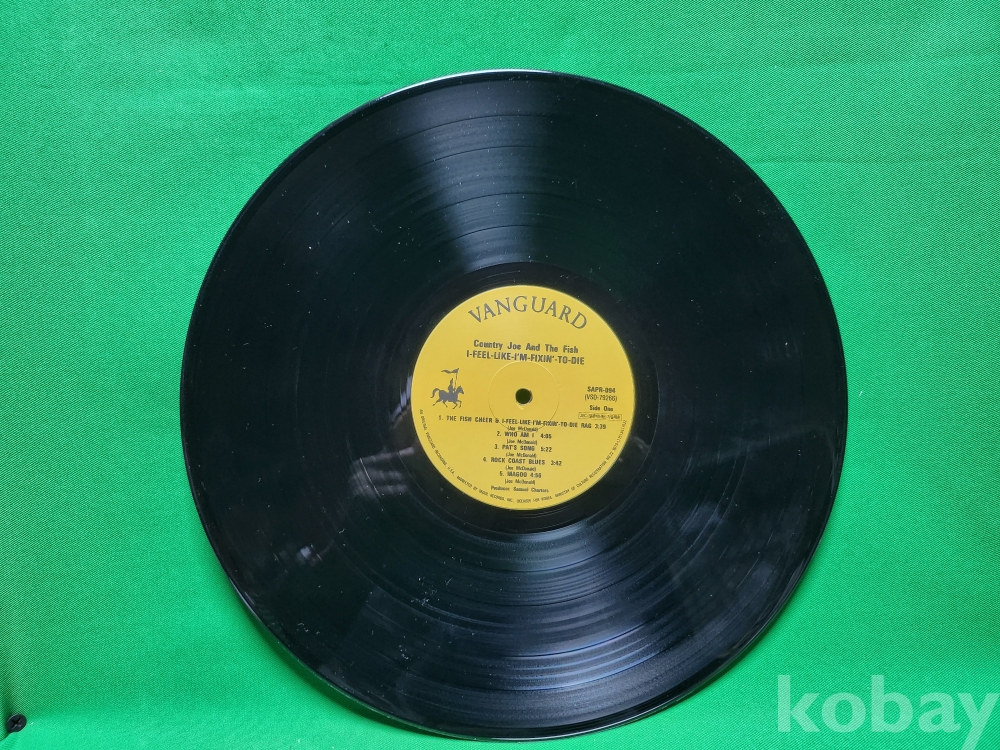 VANGUARD
Country Joe And The Fish
I-FEEL-LIKE-I'M-FIXIN'-TO-DIE
SAPR-094
(VSD-79266)
Side One
1. THE FISH CHEER & I-FEEL-LIKE-I'M-FIXIN'-TO-DIE RAG 3:39
(Joe McDonald)
2. WHO AM I 4:05
(Joe McDonald)
3. PAT'S SONG 5:22
(Joe McDonald)
4. ROCK COAST BLUES 3:42
(Joe McDonald)
5. MAGOO 4:56
(Joe McDonald)
Producer: Samuel Charters
kobay